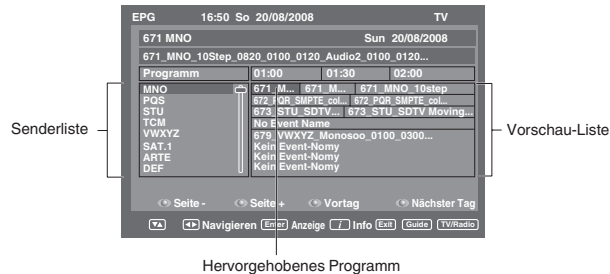 EPG 16:50 So 20/08/2008 TV
671 MNO Sun 20/08/2008
671_MNO_10Step_0820_0100_0120_Audio2_0100_0120...
Programm 01:00 01:30 02:00
MNO 671_M... 671_M... 671_MNO_10step
PQS 672_PQR_SMPTE_col... 672_PQR_SMPTE_col...
STU 673_STU_SDTV... 673_STU_SDTV Moving...
TCM No Event Name
VWXYZ 679_VWXYZ_Monosoo_0100_0300...
SAT.1 Kein Event-Nomy
ARTE Kein Event-Nomy
DEF Kein Event-Nomy
Senderliste
Vorschau-Liste
Seite - Seite + Vortag Nächster Tag
Navigieren Enter Anzeige i Info Exit Guide TV/Radio
Hervorgehobenes Programm